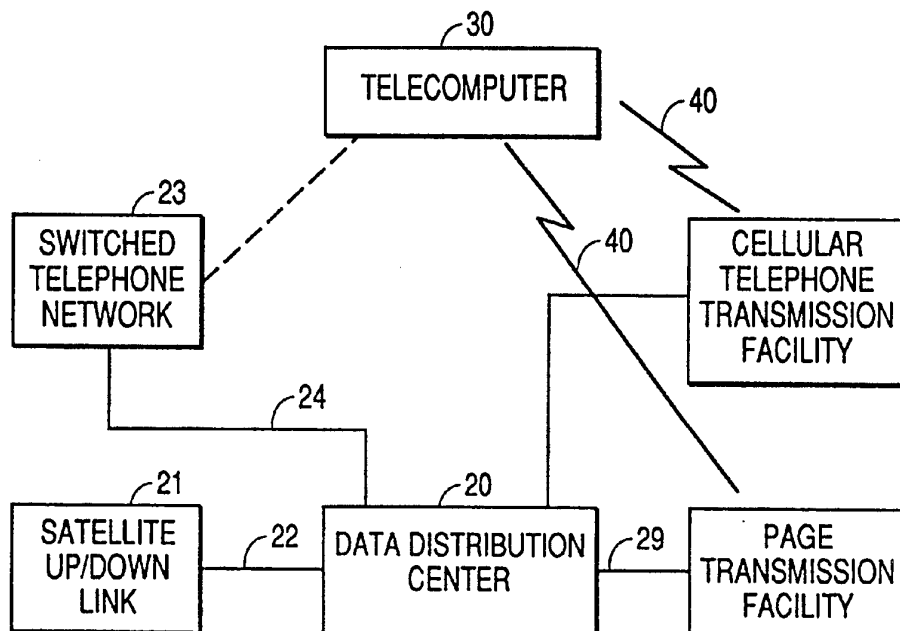 30
TELECOMPUTER
40
23
SWITCHED
TELEPHONE
NETWORK
40
CELLULAR
TELEPHONE
TRANSMISSION
FACILITY
24
21
SATELLITE
UP/DOWN
LINK
22
20
DATA DISTRIBUTION
CENTER
29
PAGE
TRANSMISSION
FACILITY